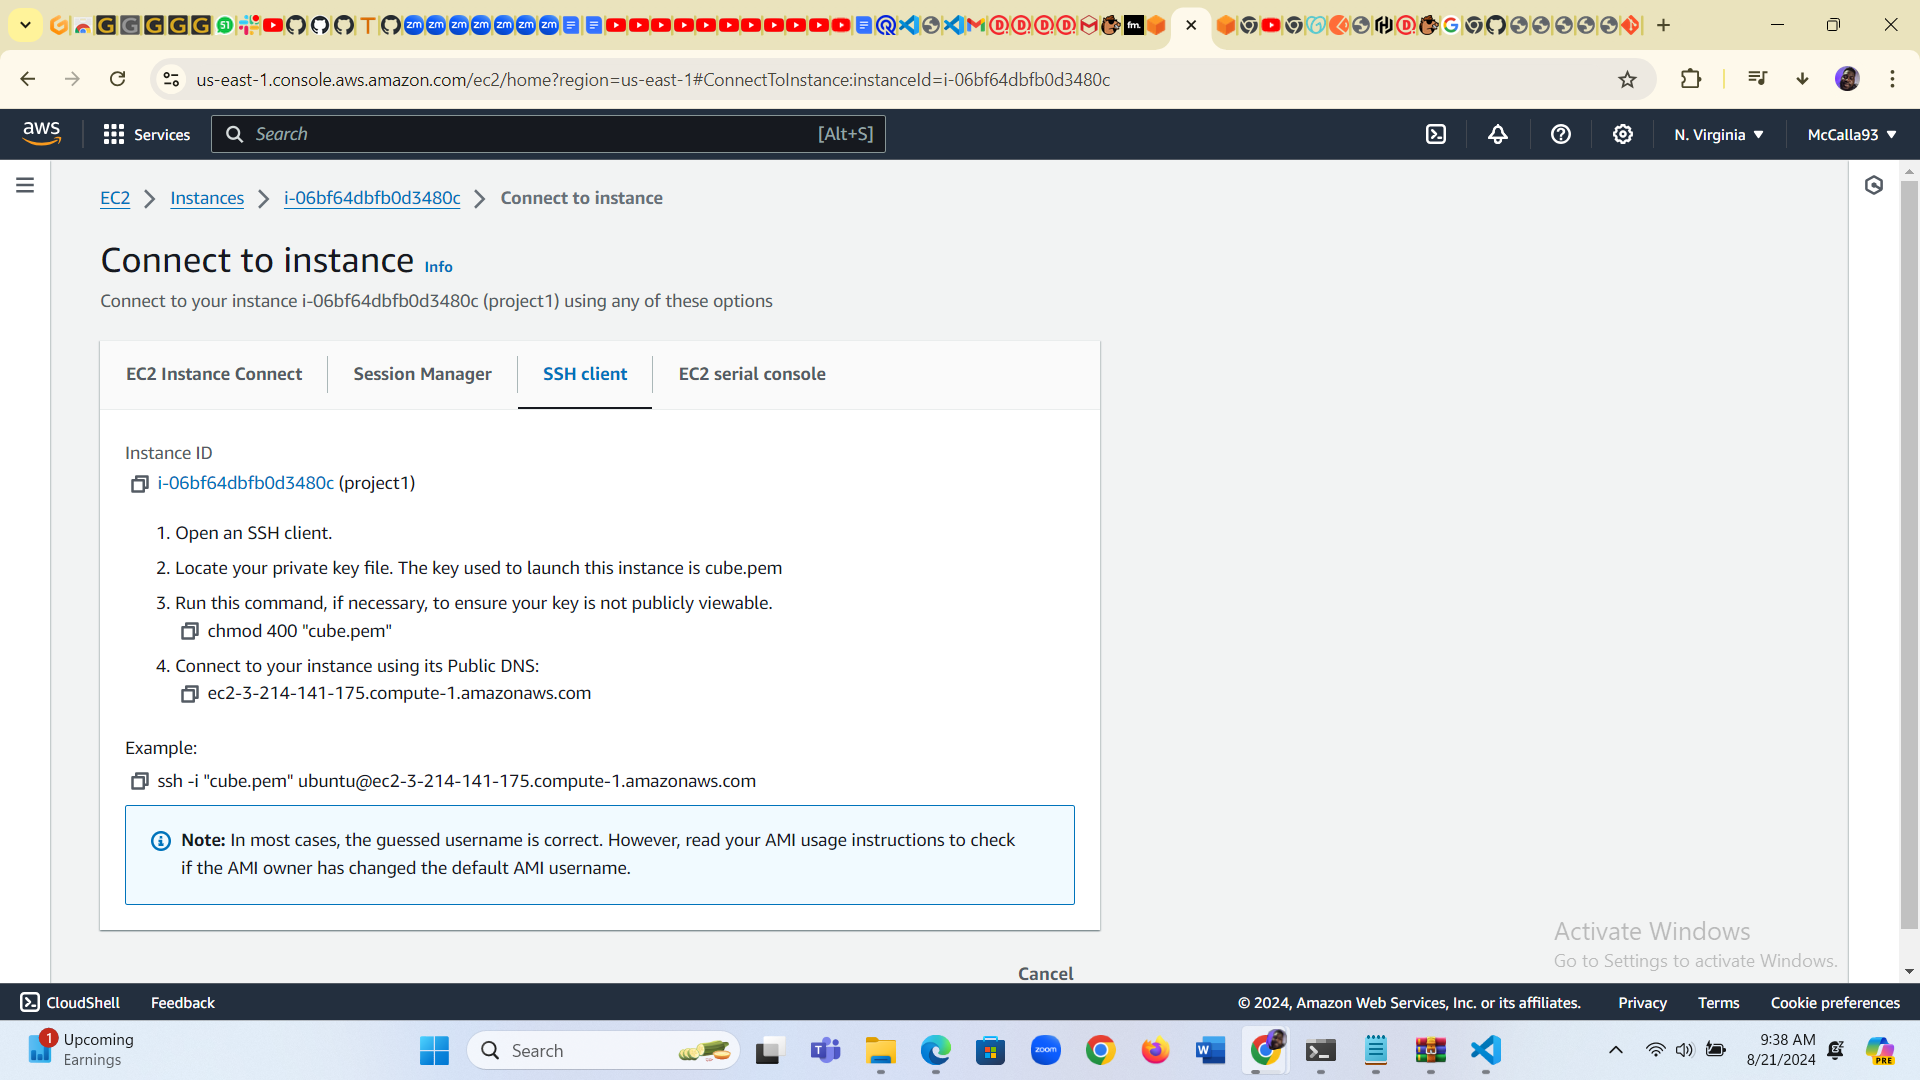 us-east-1.console.aws.amazon.com/ec2/home?region=us-east-1#ConnectToInstance:instanceId=i-06bf64dbfb0d3480c
aws Services Search [Alt+S] N. Virginia McCalla93
EC2 Instances i-06bf64dbfb0d3480c Connect to instance
Connect to instance Info
Connect to your instance i-06bf64dbfb0d3480c (project1) using any of these options
EC2 Instance Connect Session Manager SSH client EC2 serial console
Instance ID
i-06bf64dbfb0d3480c (project1)
1. Open an SSH client.
2. Locate your private key file. The key used to launch this instance is cube.pem
3. Run this command, if necessary, to ensure your key is not publicly viewable.
chmod 400 "cube.pem"
4. Connect to your instance using its Public DNS:
ec2-3-214-141-175.compute-1.amazonaws.com
Example:
ssh -i "cube.pem" ubuntu@ec2-3-214-141-175.compute-1.amazonaws.com
Note: In most cases, the guessed username is correct. However, read your AMI usage instructions to check
if the AMI owner has changed the default AMI username.
Activate Windows
Go to Settings to activate Windows.
Cancel
CloudShell Feedback © 2024, Amazon Web Services, Inc. or its affiliates. Privacy Terms Cookie preferences
1 Upcoming
Earnings
Search
zoom
9:38 AM
8/21/2024
PRE